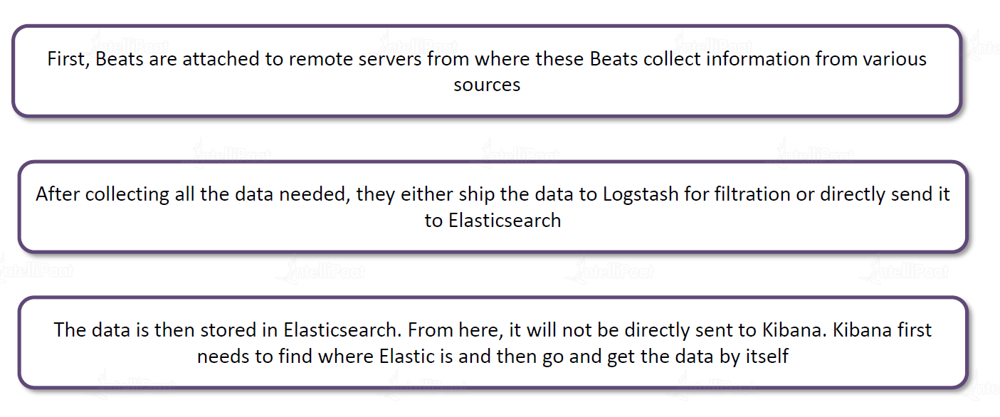 First, Beats are attached to remote servers from where these Beats collect information from various
sources
After collecting all the data needed, they either ship the data to Logstash for filtration or directly send it
to Elasticsearch
The data is then stored in Elasticsearch. From here, it will not be directly sent to Kibana. Kibana first
needs to find where Elastic is and then go and get the data by itself